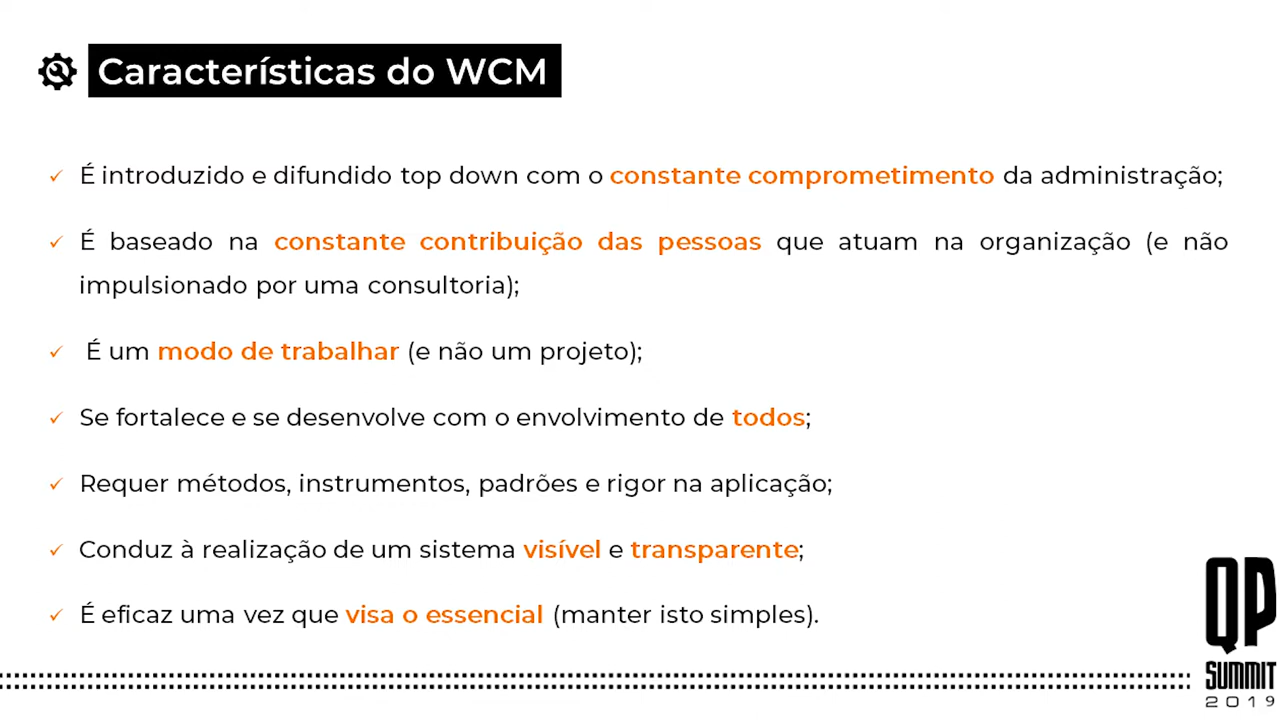 Características do WCM
É introduzido e difundido top down com o constante comprometimento da administração;
É baseado na constante contribuição das pessoas que atuam na organização (e não
impulsionado por uma consultoria);
É um modo de trabalhar (e não um projeto);
Se fortalece e se desenvolve com o envolvimento de todos;
Requer métodos, instrumentos, padrões e rigor na aplicação;
Conduz à realização de um sistema visível e transparente;
É eficaz uma vez que visa o essencial (manter isto simples).
QP
SUMMIT
2019